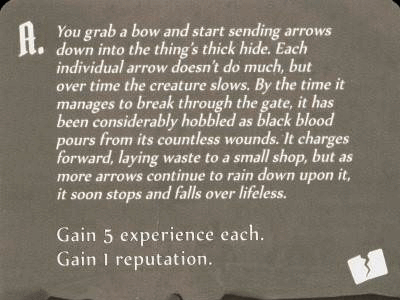 A. You grab a bow and start sending arrows
down into the thing's thick hide. Each
individual arrow doesn't do much, but
over time the creature slows. By the time it
manages to break through the gate, it has
been considerably hobbled as black blood
pours from its countless wounds. It charges
forward, laying waste to a small shop, but as
more arrows continue to rain down upon it,
it soon stops and falls over lifeless.
Gain 5 experience each.
Gain 1 reputation.